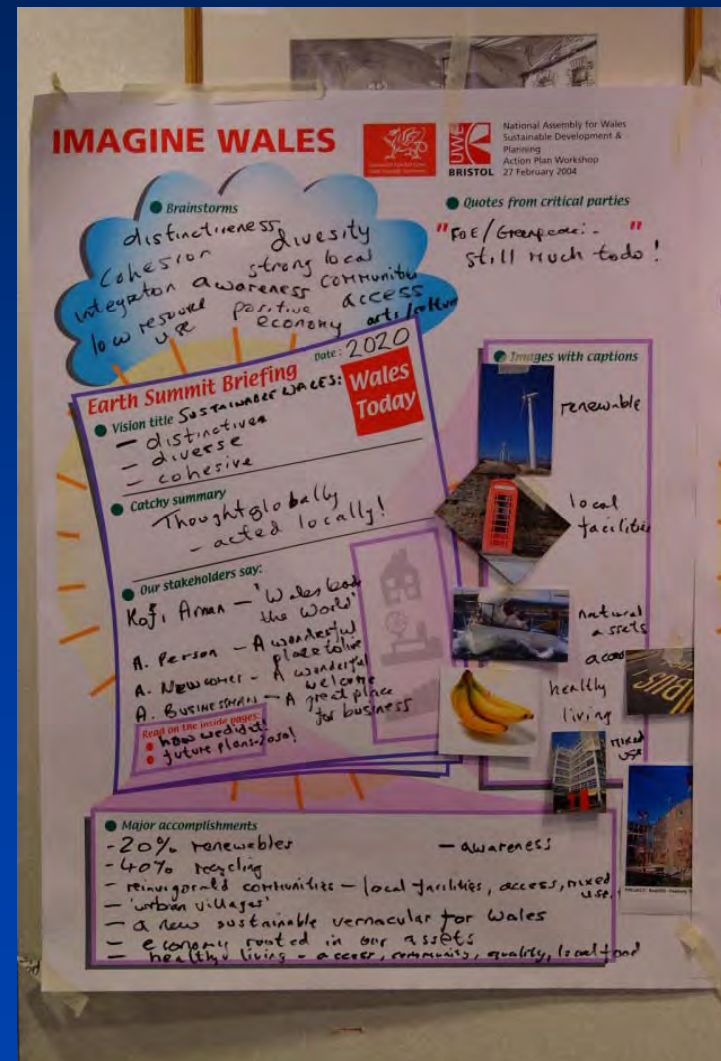 IMAGINE WALES
UWE
BRISTOL
National Assembly for Wales
Sustainable Development &
Planning
Action Plan Workshop
27 February 2004
Brainstorms
distinctiveness
divesity
cohesion
strong local
integration awareness communities
low resource use
positive economy
access
arts/culture
Quotes from critical parties
"FOE/Greenpeace:- "
still much todo!
Earth Summit Briefing
Date: 2020
Wales
Today
Vision title SUSTAINABLE WALES:
- distinctive
- diverse
- cohesive
Catchy summary
Thought globally
- acted locally!
Our stakeholders say:
Kofi Annan - 'Wales leads
the World'
A. Person - A wonderful
place to live
A. Newcomer - A wonderful
welcome
A. Businessman - A great place
for business
Read on the inside pages:
how we did it!
future plans-2050!
Images with captions
renewable
local
facilities
natural
assets
access
BUS
healthy
living
mixed
use
Major accomplishments
- 20% renewables
- awareness
- 40% recycling
- reinvigorated communities - local facilities, access, mixed
use,
- 'urban villages'
- a new sustainable vernacular for Wales
- economy rooted in our assets
- healthy living - access, community, equality, local food